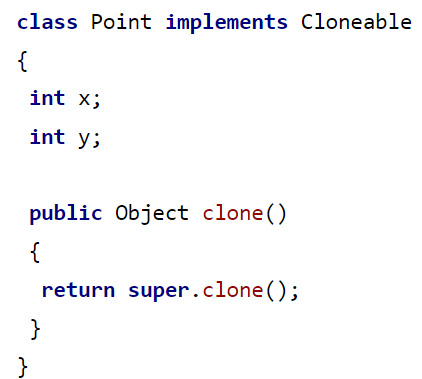 class Point implements Cloneable
{
int x;
int y;
public Object clone()
{
return super.clone();
}
}